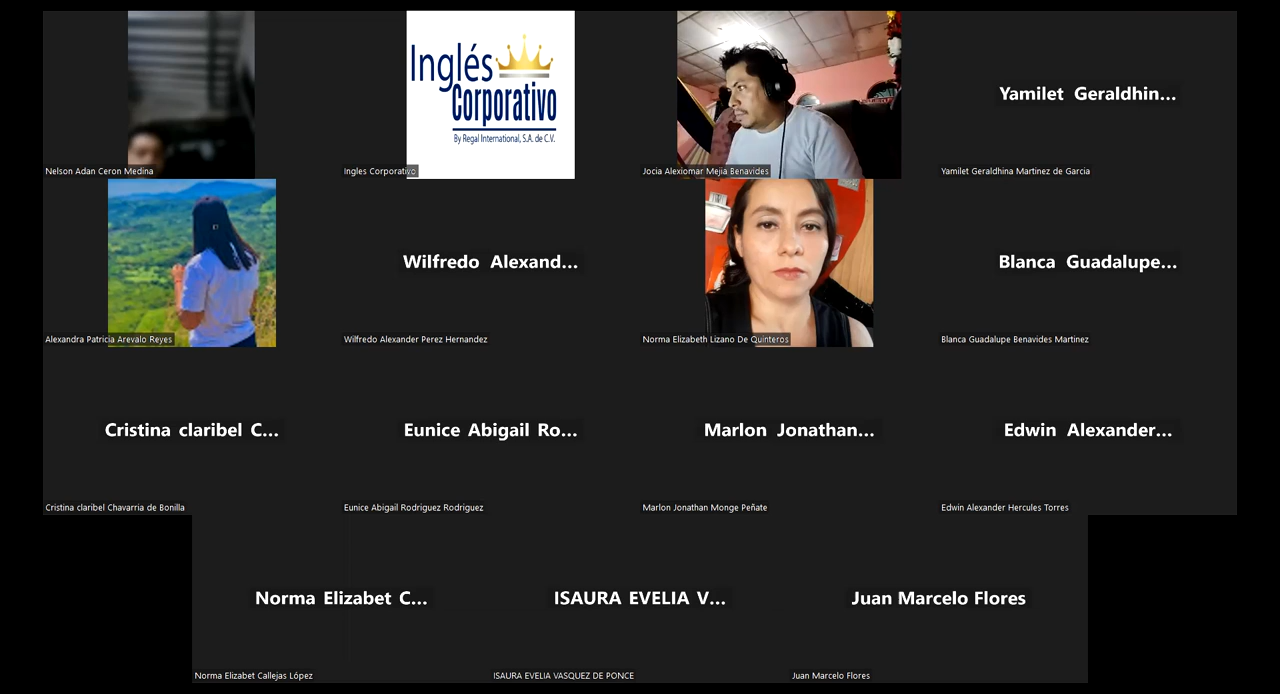 Inglés
Corporativo
By Regal International, S.A. de C.V.
Yamilet Geraldhin...
Nelson Adan Ceron Medina
Ingles Corporativo
Jocia Alexiomar Mejia Benavides
Yamilet Geraldhina Martinez de Garcia
Wilfredo Alexand...
Blanca Guadalupe...
Alexandra Patricia Arevalo Reyes
Wilfredo Alexander Perez Hernandez
Norma Elizabeth Lizano De Quinteros
Blanca Guadalupe Benavides Martinez
Cristina claribel C...
Eunice Abigail Ro...
Marlon Jonathan...
Edwin Alexander...
Cristina claribel Chavarria de Bonilla
Eunice Abigail Rodriguez Rodriguez
Marlon Jonathan Monge Peñate
Edwin Alexander Hercules Torres
Norma Elizabet C...
ISAURA EVELIA V...
Juan Marcelo Flores
Norma Elizabet Callejas López
ISAURA EVELIA VASQUEZ DE PONCE
Juan Marcelo Flores